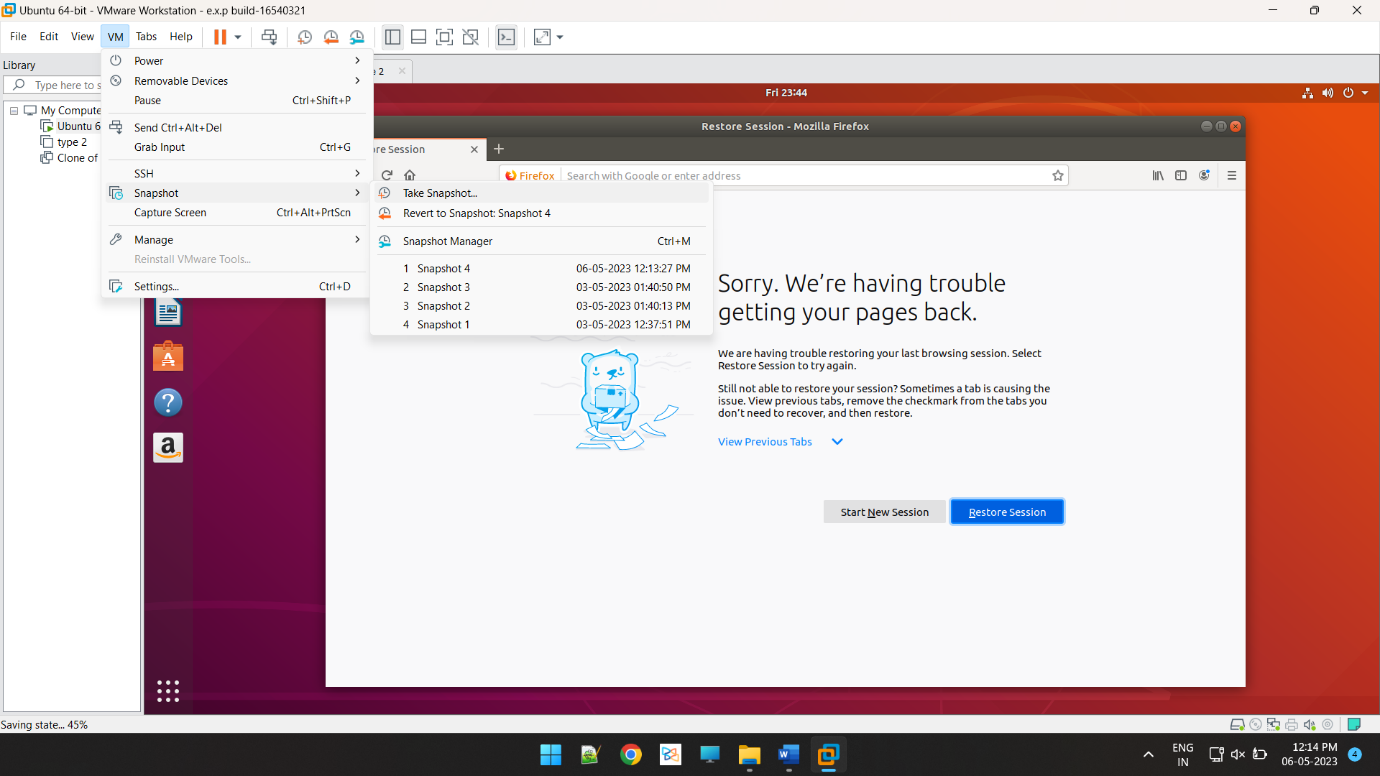 Ubuntu 64-bit - VMware Workstation - e.x.p build-16540321
File Edit View VM Tabs Help
Library
Type here to s
My Compute
Ubuntu 6
type 2
Clone of
Power
Removable Devices
Pause Ctrl+Shift+P
Send Ctrl+Alt+Del
Grab Input Ctrl+G
SSH
Snapshot
Capture Screen Ctrl+Alt+PrtScn
Manage
Reinstall VMware Tools...
Settings... Ctrl+D
Take Snapshot...
Revert to Snapshot: Snapshot 4
Snapshot Manager Ctrl+M
1 Snapshot 4 06-05-2023 12:13:27 PM
2 Snapshot 3 03-05-2023 01:40:50 PM
3 Snapshot 2 03-05-2023 01:40:13 PM
4 Snapshot 1 03-05-2023 12:37:51 PM
e 2
Fri 23:44
Restore Session - Mozilla Firefox
ore Session
Firefox Search with Google or enter address
Sorry. We're having trouble
getting your pages back.
We are having trouble restoring your last browsing session. Select
Restore Session to try again.
Still not able to restore your session? Sometimes a tab is causing the
issue. View previous tabs, remove the checkmark from the tabs you
don't need to recover, and then restore.
View Previous Tabs
Start New Session Restore Session
Saving state... 45%
ENG
IN
12:14 PM
06-05-2023
4